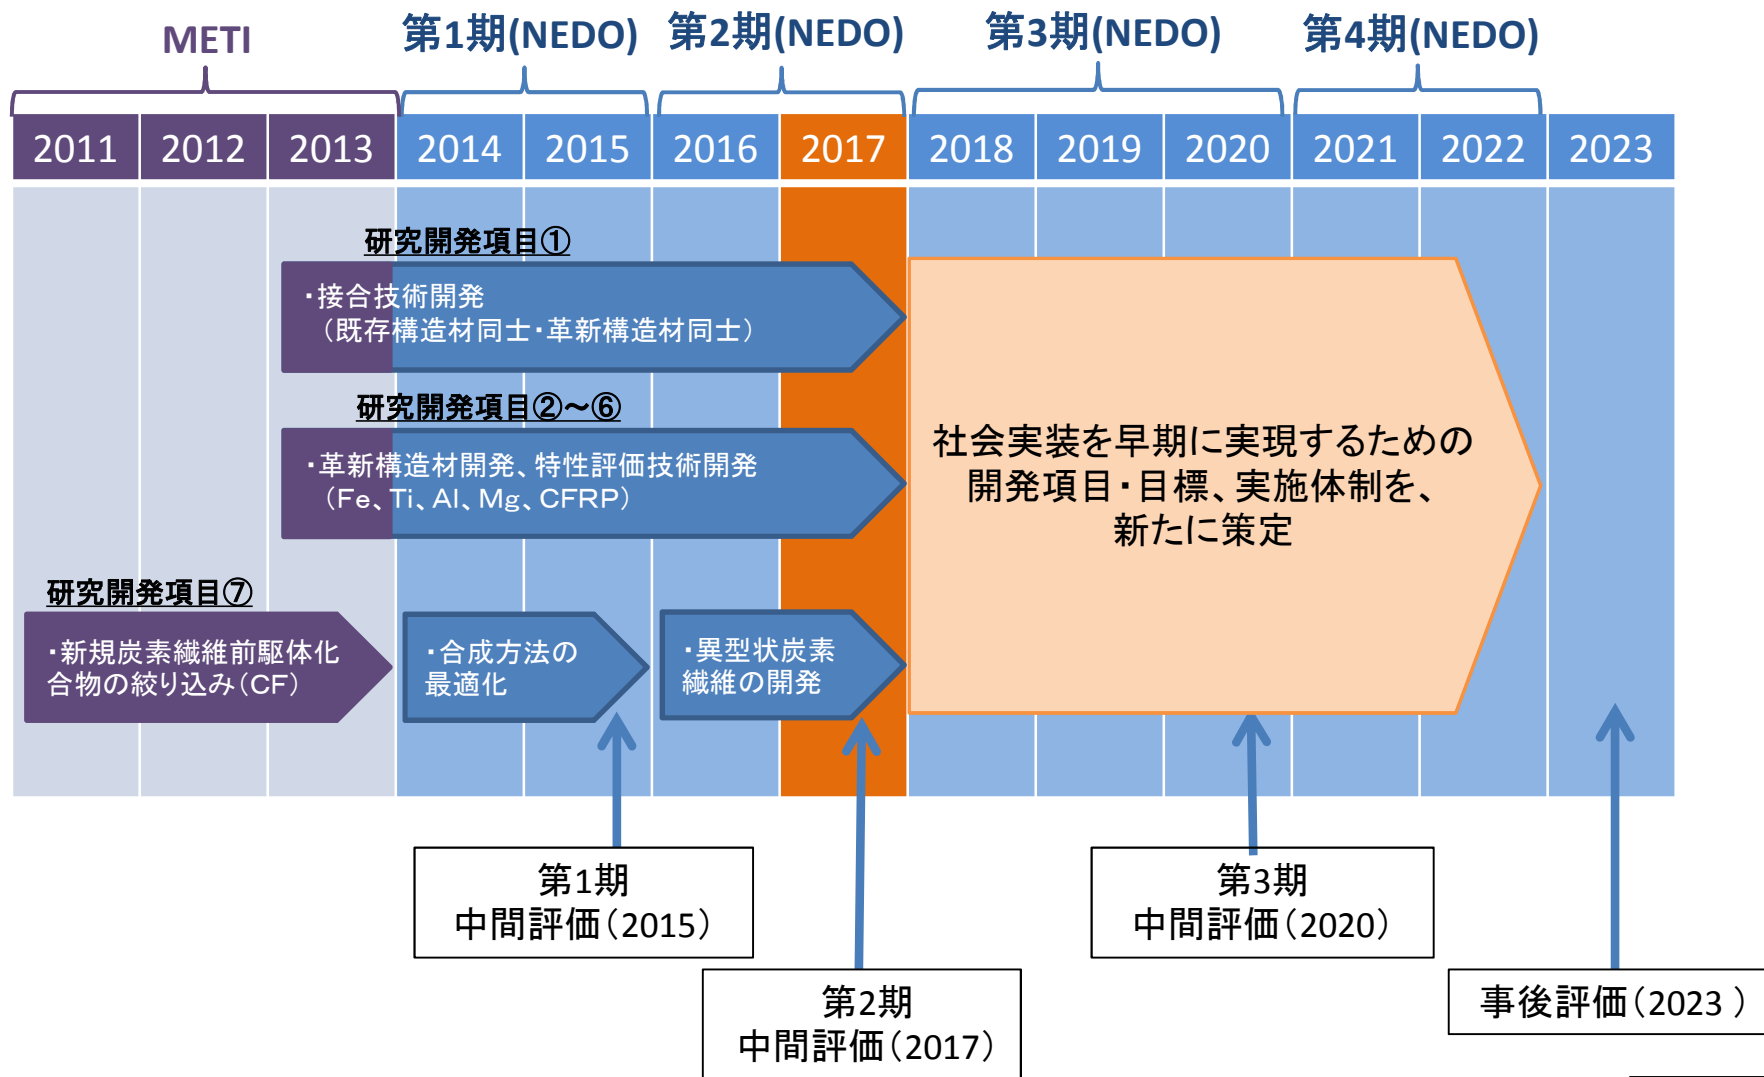 METI
第1期(NEDO)
第2期(NEDO)
第3期(NEDO)
第4期(NEDO)
2011
2012
2013
2014
2015
2016
2017
2018
2019
2020
2021
2022
2023
研究開発項目①
・接合技術開発
（既存構造材同士・革新構造材同士）
研究開発項目②～⑥
・革新構造材開発、特性評価技術開発
（Fe、Ti、Al、Mg、CFRP）
研究開発項目⑦
・新規炭素繊維前駆体化
合物の絞り込み（CF）
・合成方法の
最適化
・異型状炭素
繊維の開発
社会実装を早期に実現するための
開発項目・目標、実施体制を、
新たに策定
第1期
中間評価（2015）
第2期
中間評価（2017）
第3期
中間評価（2020）
事後評価（2023 ）